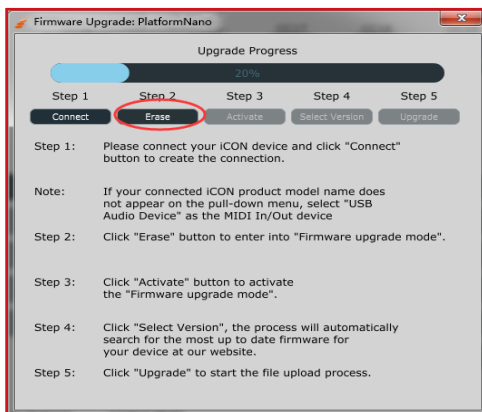 Firmware Upgrade: PlatformNano
x
Upgrade Progress
20%
Step 1 Step 2 Step 3 Step 4 Step 5
Connect Erase Activate Select Version Upgrade
Step 1: Please connect your iCON device and click "Connect"
button to create the connection.
Note: If your connected iCON product model name does
not appear on the pull-down menu, select "USB
Audio Device" as the MIDI In/Out device
Step 2: Click "Erase" button to enter into "Firmware upgrade mode".
Step 3: Click "Activate" button to activate
the "Firmware upgrade mode".
Step 4: Click "Select Version", the process will automatically
search for the most up to date firmware for
your device at our website.
Step 5: Click "Upgrade" to start the file upload process.